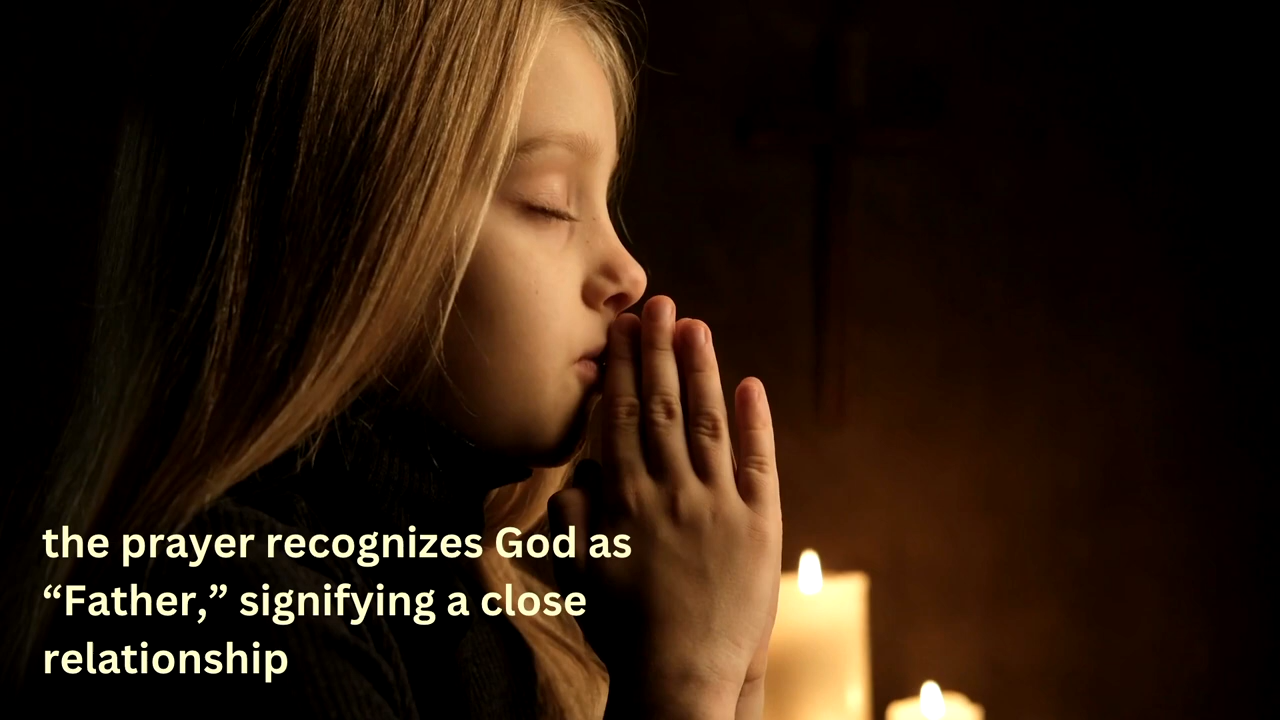 the prayer recognizes God as
“Father,” signifying a close
relationship